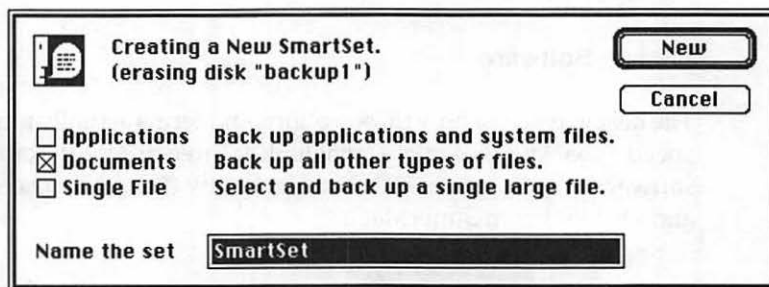 Creating a New SmartSet.
(erasing disk "backup1")
New
Cancel
Applications Back up applications and system files.
Documents Back up all other types of files.
Single File Select and back up a single large file.
Name the set SmartSet